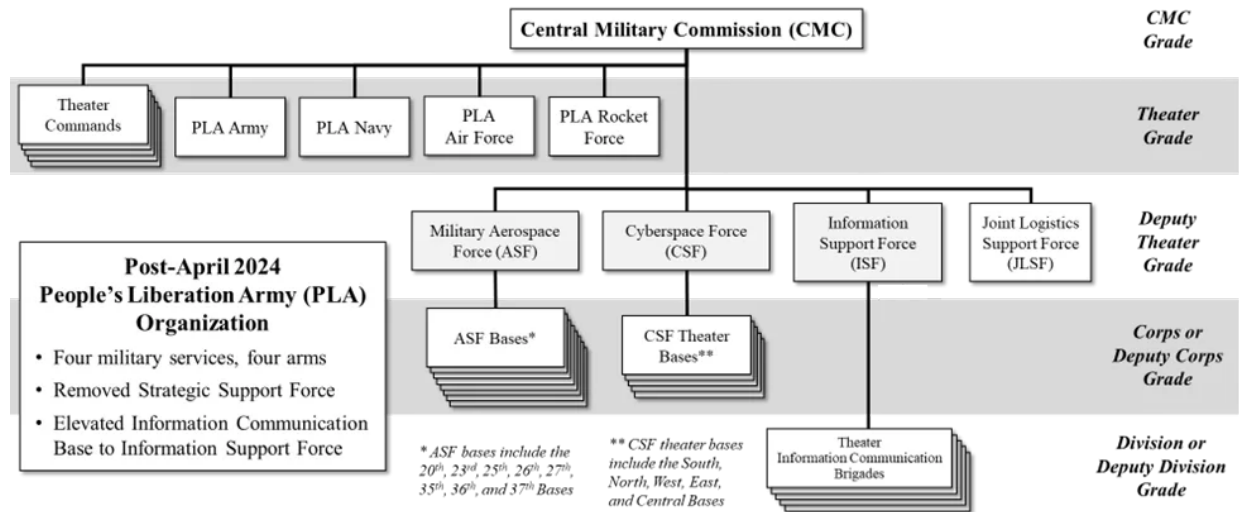 Central Military Commission (CMC)
CMC
Grade
Theater
Commands
PLA Army
PLA Navy
PLA
Air Force
PLA Rocket
Force
Theater
Grade
Military Aerospace
Force (ASF)
Cyberspace Force
(CSF)
Information
Support Force
(ISF)
Joint Logistics
Support Force
(JLSF)
Deputy
Theater
Grade
Post-April 2024
People’s Liberation Army (PLA)
Organization
• Four military services, four arms
• Removed Strategic Support Force
• Elevated Information Communication
Base to Information Support Force
ASF Bases*
CSF Theater
Bases**
Corps or
Deputy Corps
Grade
* ASF bases include the
20th, 23rd, 25th, 26th, 27th,
35th, 36th, and 37th Bases
** CSF theater bases
include the South,
North, West, East,
and Central Bases
Theater
Information Communication
Brigades
Division or
Deputy Division
Grade